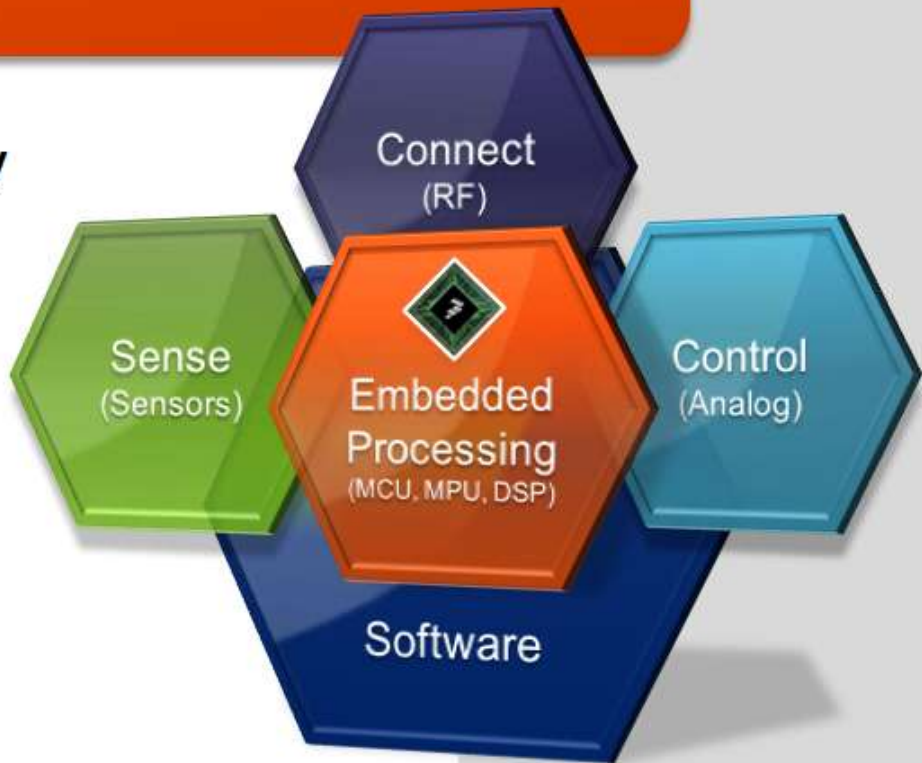 y
Connect
(RF)
Sense
(Sensors)
Embedded
Processing
(MCU, MPU, DSP)
Control
(Analog)
Software